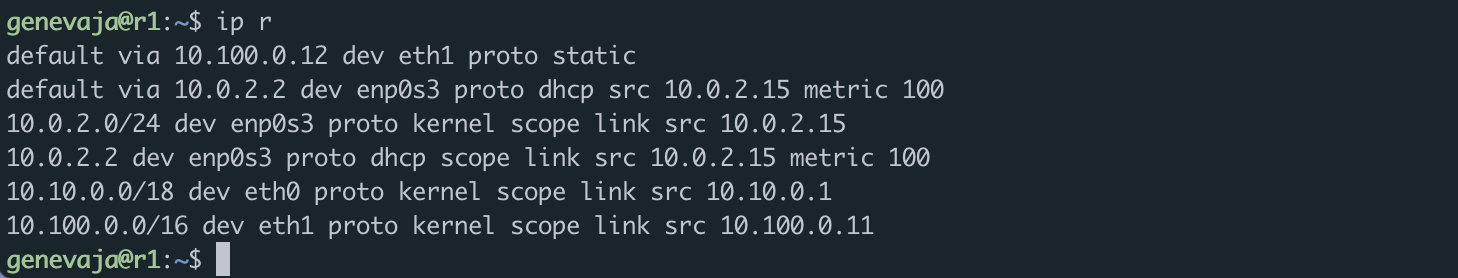 genevaja@r1:~$ ip r
default via 10.100.0.12 dev eth1 proto static
default via 10.0.2.2 dev enp0s3 proto dhcp src 10.0.2.15 metric 100
10.0.2.0/24 dev enp0s3 proto kernel scope link src 10.0.2.15
10.0.2.2 dev enp0s3 proto dhcp scope link src 10.0.2.15 metric 100
10.10.0.0/18 dev eth0 proto kernel scope link src 10.10.0.1
10.100.0.0/16 dev eth1 proto kernel scope link src 10.100.0.11
genevaja@r1:~$